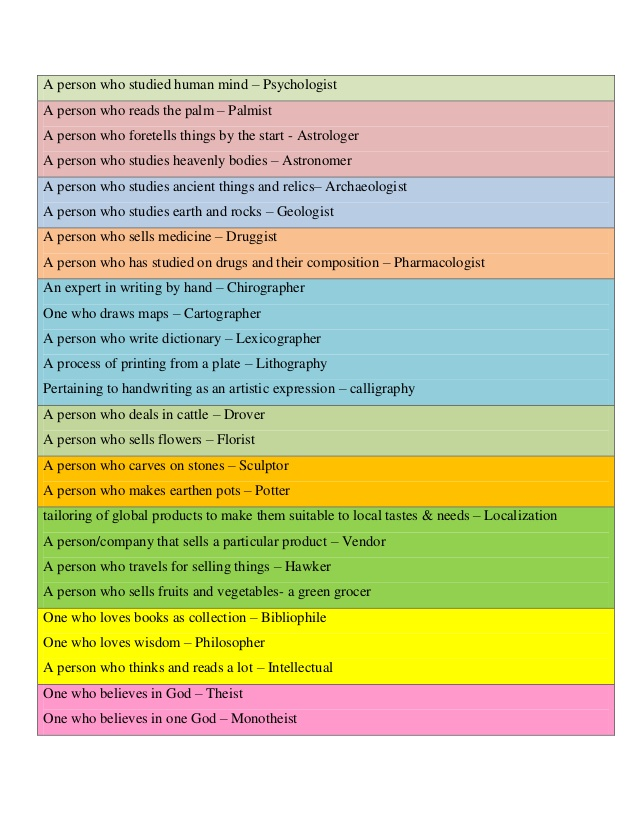 A person who studied human mind – Psychologist
A person who reads the palm – Palmist
A person who foretells things by the start - Astrologer
A person who studies heavenly bodies – Astronomer
A person who studies ancient things and relics– Archaeologist
A person who studies earth and rocks – Geologist
A person who sells medicine – Druggist
A person who has studied on drugs and their composition – Pharmacologist
An expert in writing by hand – Chirographer
One who draws maps – Cartographer
A person who write dictionary – Lexicographer
A process of printing from a plate – Lithography
Pertaining to handwriting as an artistic expression – calligraphy
A person who deals in cattle – Drover
A person who sells flowers – Florist
A person who carves on stones – Sculptor
A person who makes earthen pots – Potter
tailoring of global products to make them suitable to local tastes & needs – Localization
A person/company that sells a particular product – Vendor
A person who travels for selling things – Hawker
A person who sells fruits and vegetables- a green grocer
One who loves books as collection – Bibliophile
One who loves wisdom – Philosopher
A person who thinks and reads a lot – Intellectual
One who believes in God – Theist
One who believes in one God – Monotheist